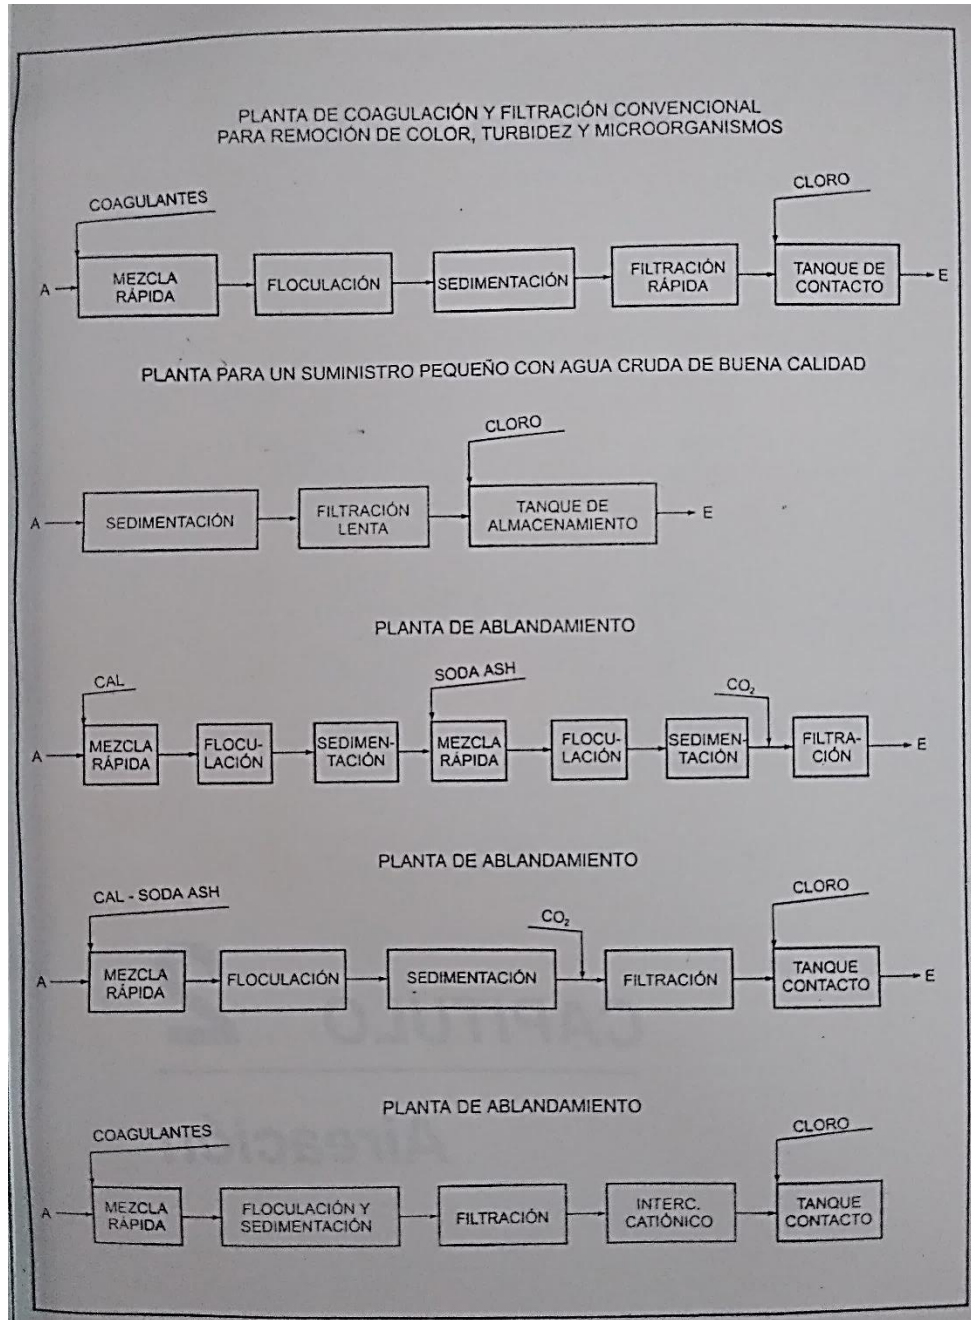 PLANTA DE COAGULACIÓN Y FILTRACIÓN CONVENCIONAL
PARA REMOCIÓN DE COLOR, TURBIDEZ Y MICROORGANISMOS
COAGULANTES
CLORO
A
MEZCLA
RÁPIDA
FLOCULACIÓN
SEDIMENTACIÓN
FILTRACIÓN
RÁPIDA
TANQUE DE
CONTACTO
E
PLANTA PARA UN SUMINISTRO PEQUEÑO CON AGUA CRUDA DE BUENA CALIDAD
CLORO
A
SEDIMENTACIÓN
FILTRACIÓN
LENTA
TANQUE DE
ALMACENAMIENTO
E
PLANTA DE ABLANDAMIENTO
CAL
SODA ASH
CO₂
A
MEZCLA
RÁPIDA
FLOCU-
LACIÓN
SEDIMEN-
TACIÓN
MEZCLA
RÁPIDA
FLOCU-
LACIÓN
SEDIMEN-
TACIÓN
FILTRA-
CIÓN
E
PLANTA DE ABLANDAMIENTO
CAL - SODA ASH
CO₂
CLORO
A
MEZCLA
RÁPIDA
FLOCULACIÓN
SEDIMENTACIÓN
FILTRACIÓN
TANQUE
CONTACTO
E
PLANTA DE ABLANDAMIENTO
COAGULANTES
CLORO
A
MEZCLA
RÁPIDA
FLOCULACIÓN Y
SEDIMENTACIÓN
FILTRACIÓN
INTERC.
CATIÓNICO
TANQUE
CONTACTO
CAPÍTULO 2
Aireación